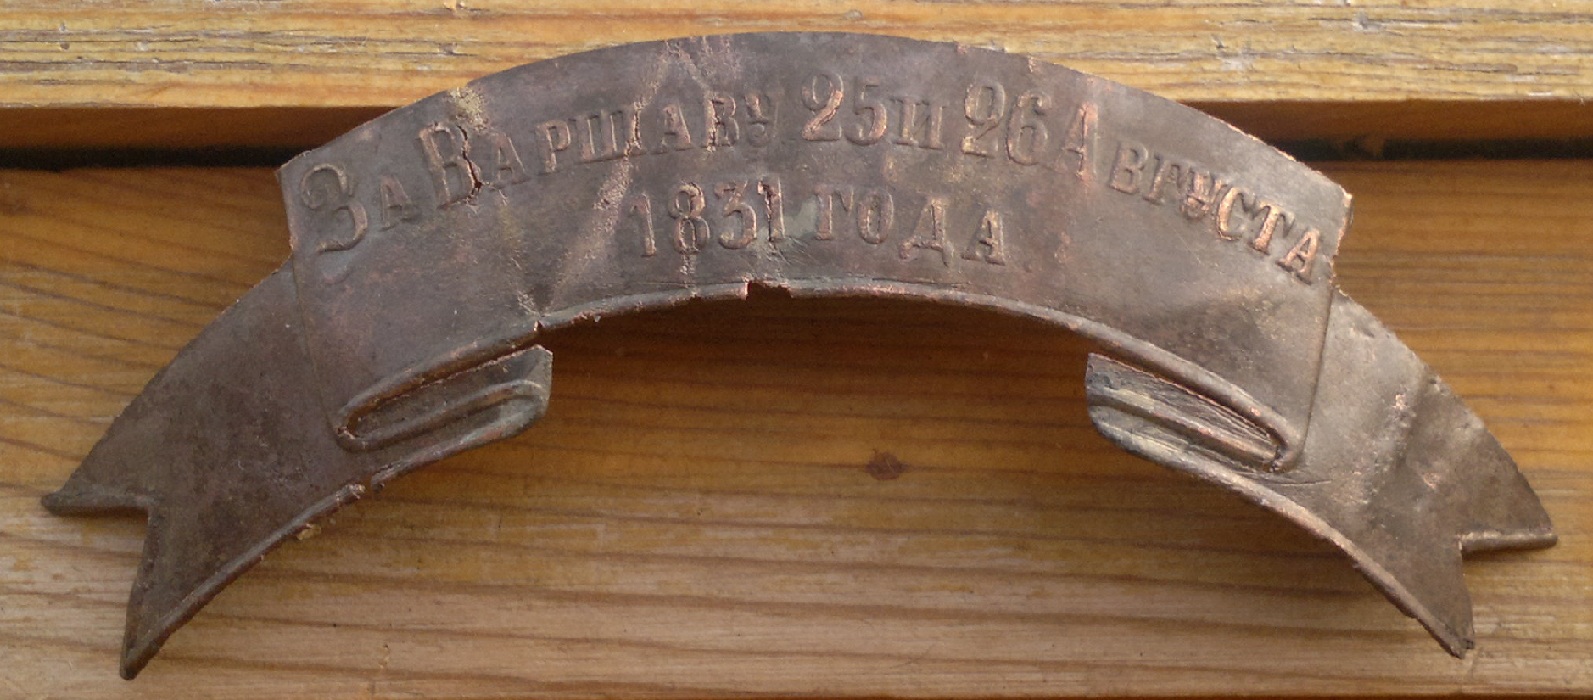 За Варшаву 25 и 26 Августа
1831 года